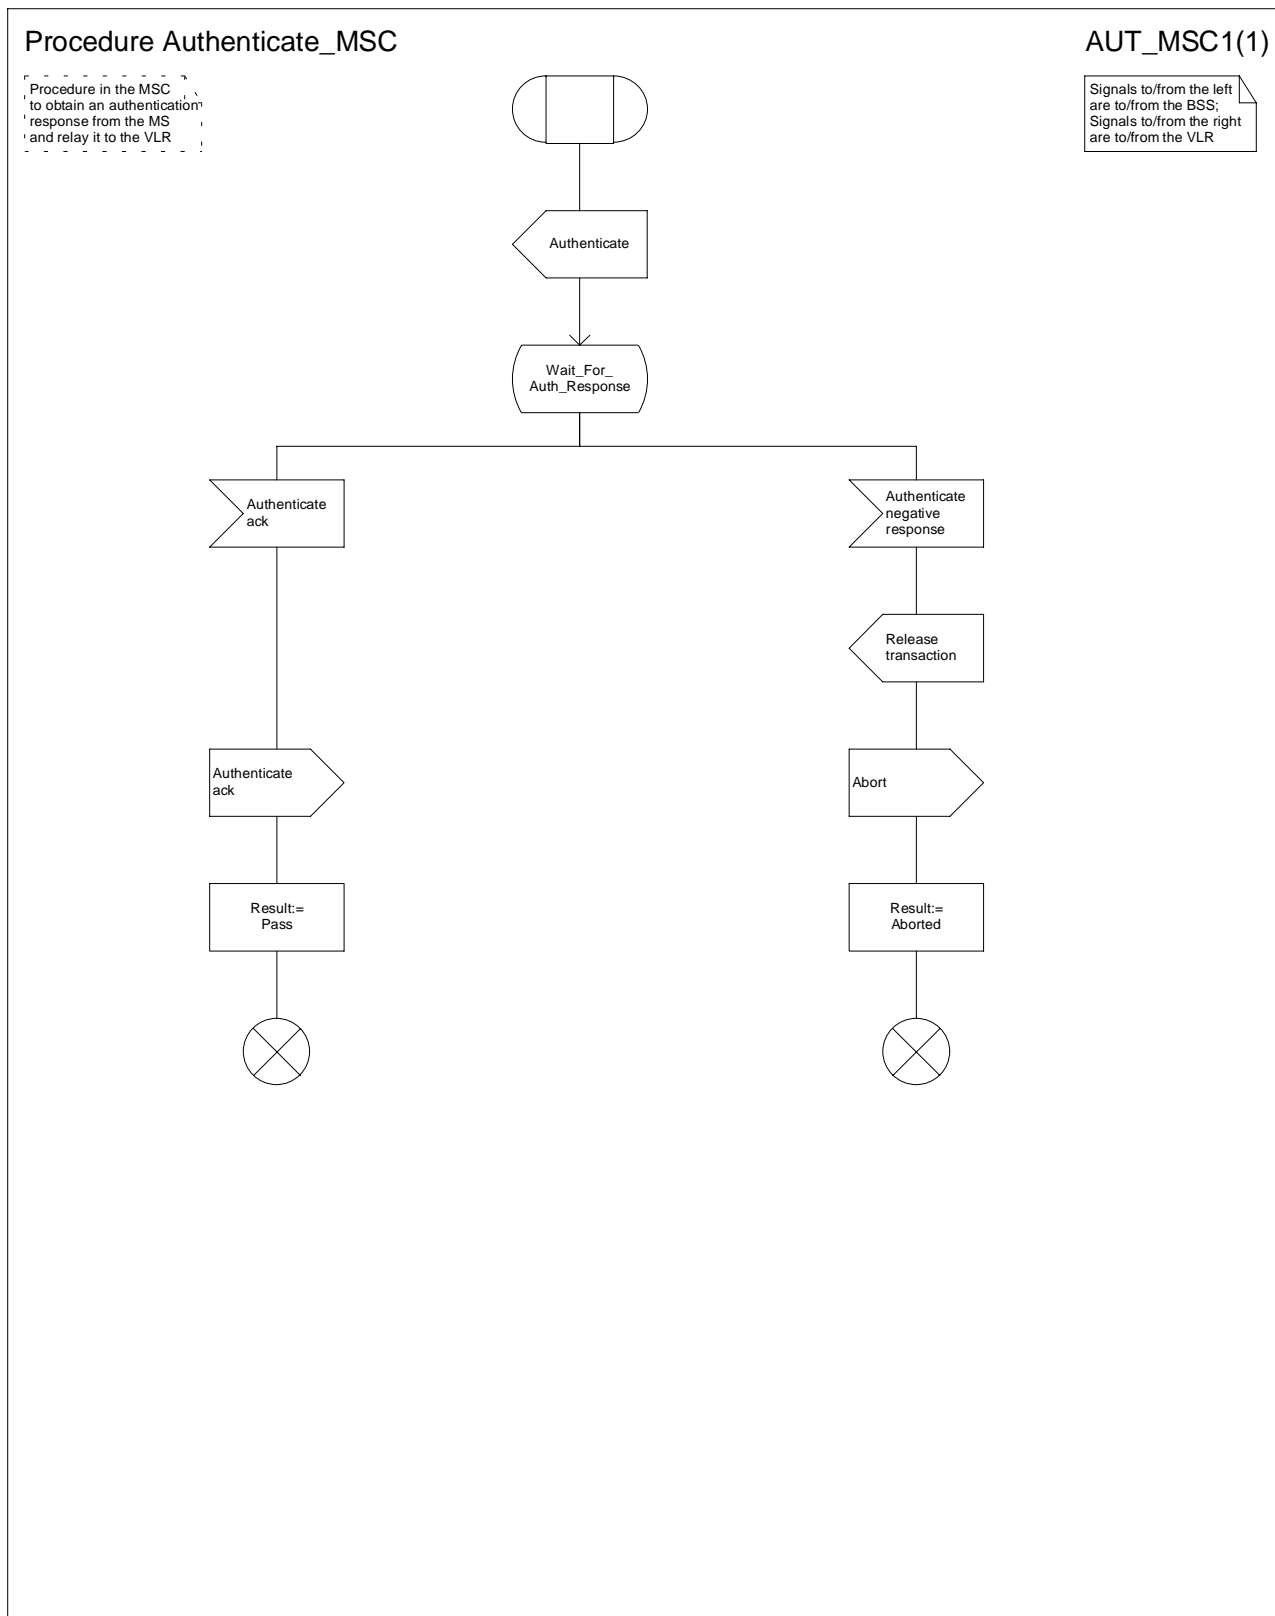 Procedure Authenticate_MSC
AUT_MSC1(1)
Procedure in the MSC
to obtain an authentication
response from the MS
and relay it to the VLR
Signals to/from the left
are to/from the BSS;
Signals to/from the right
are to/from the VLR
Authenticate
Wait_For_
Auth_Response
Authenticate
ack
Authenticate
negative
response
Release
transaction
Authenticate
ack
Abort
Result:=
Pass
Result:=
Aborted